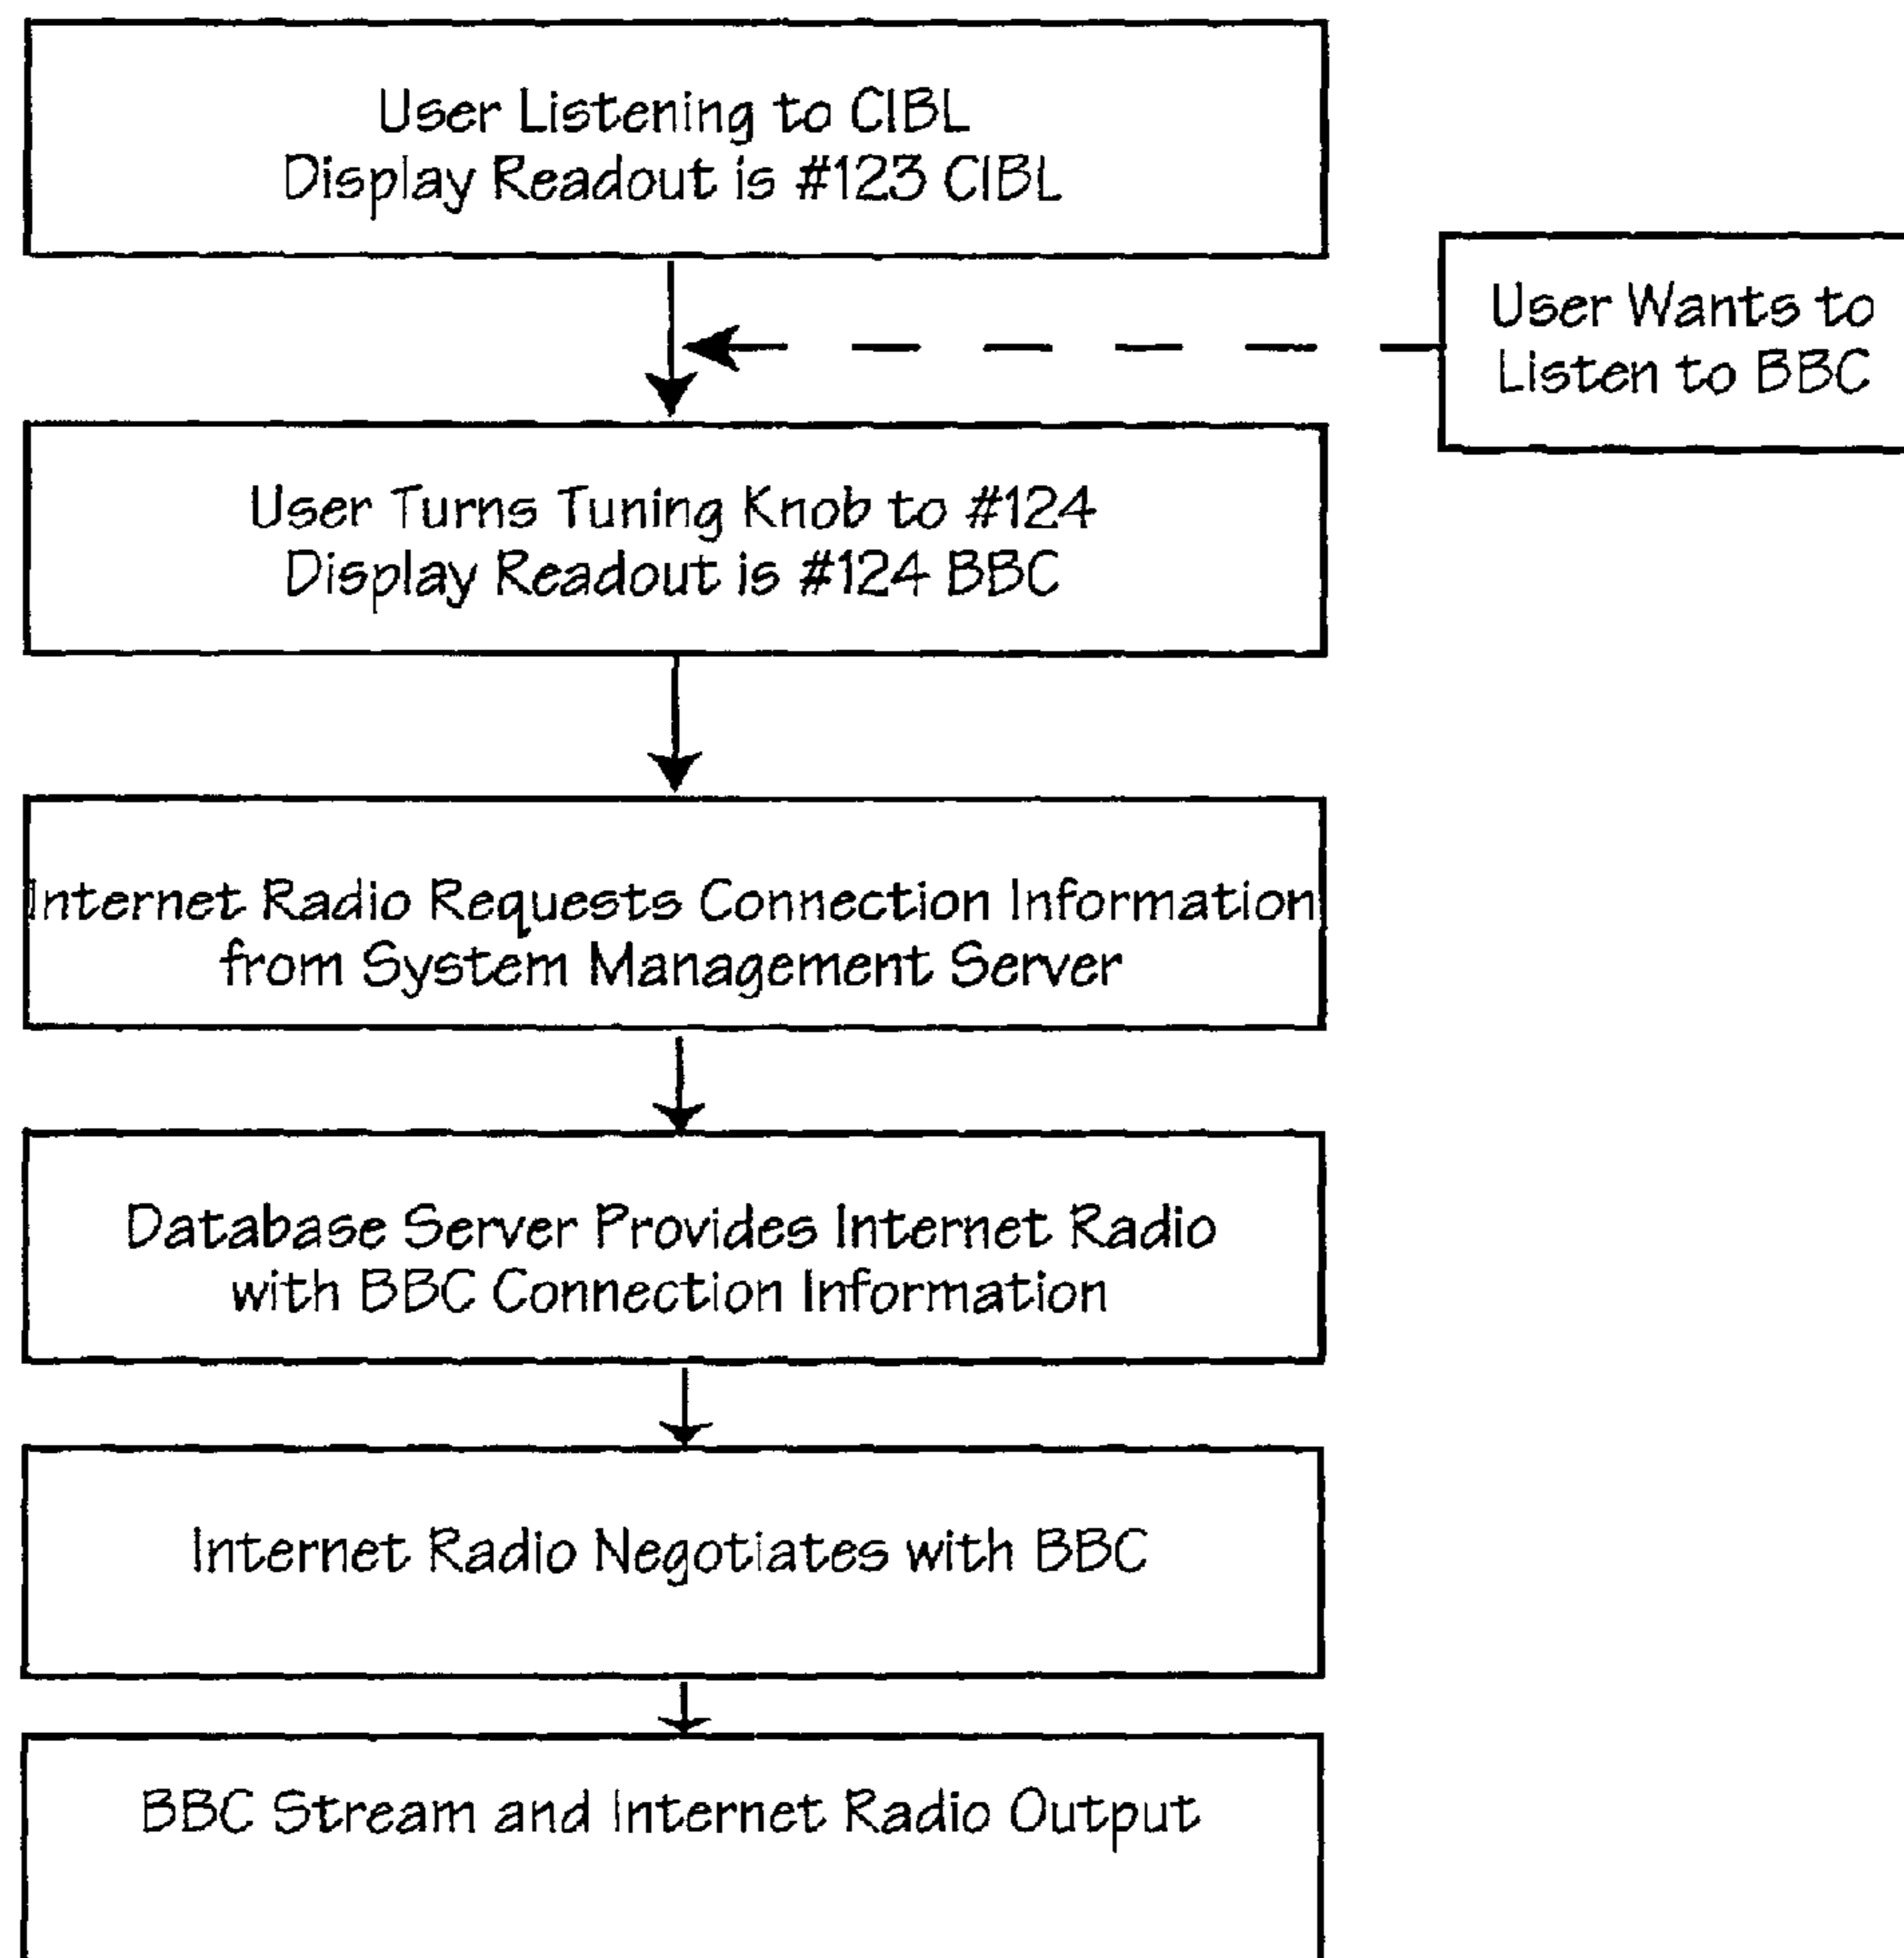 User Listening to CIBL
Display Readout is #123 CIBL
User Wants to
Listen to BBC
User Turns Tuning Knob to #124
Display Readout is #124 BBC
Internet Radio Requests Connection Information
from System Management Server
Database Server Provides Internet Radio
with BBC Connection Information
Internet Radio Negotiates with BBC
BBC Stream and Internet Radio Output